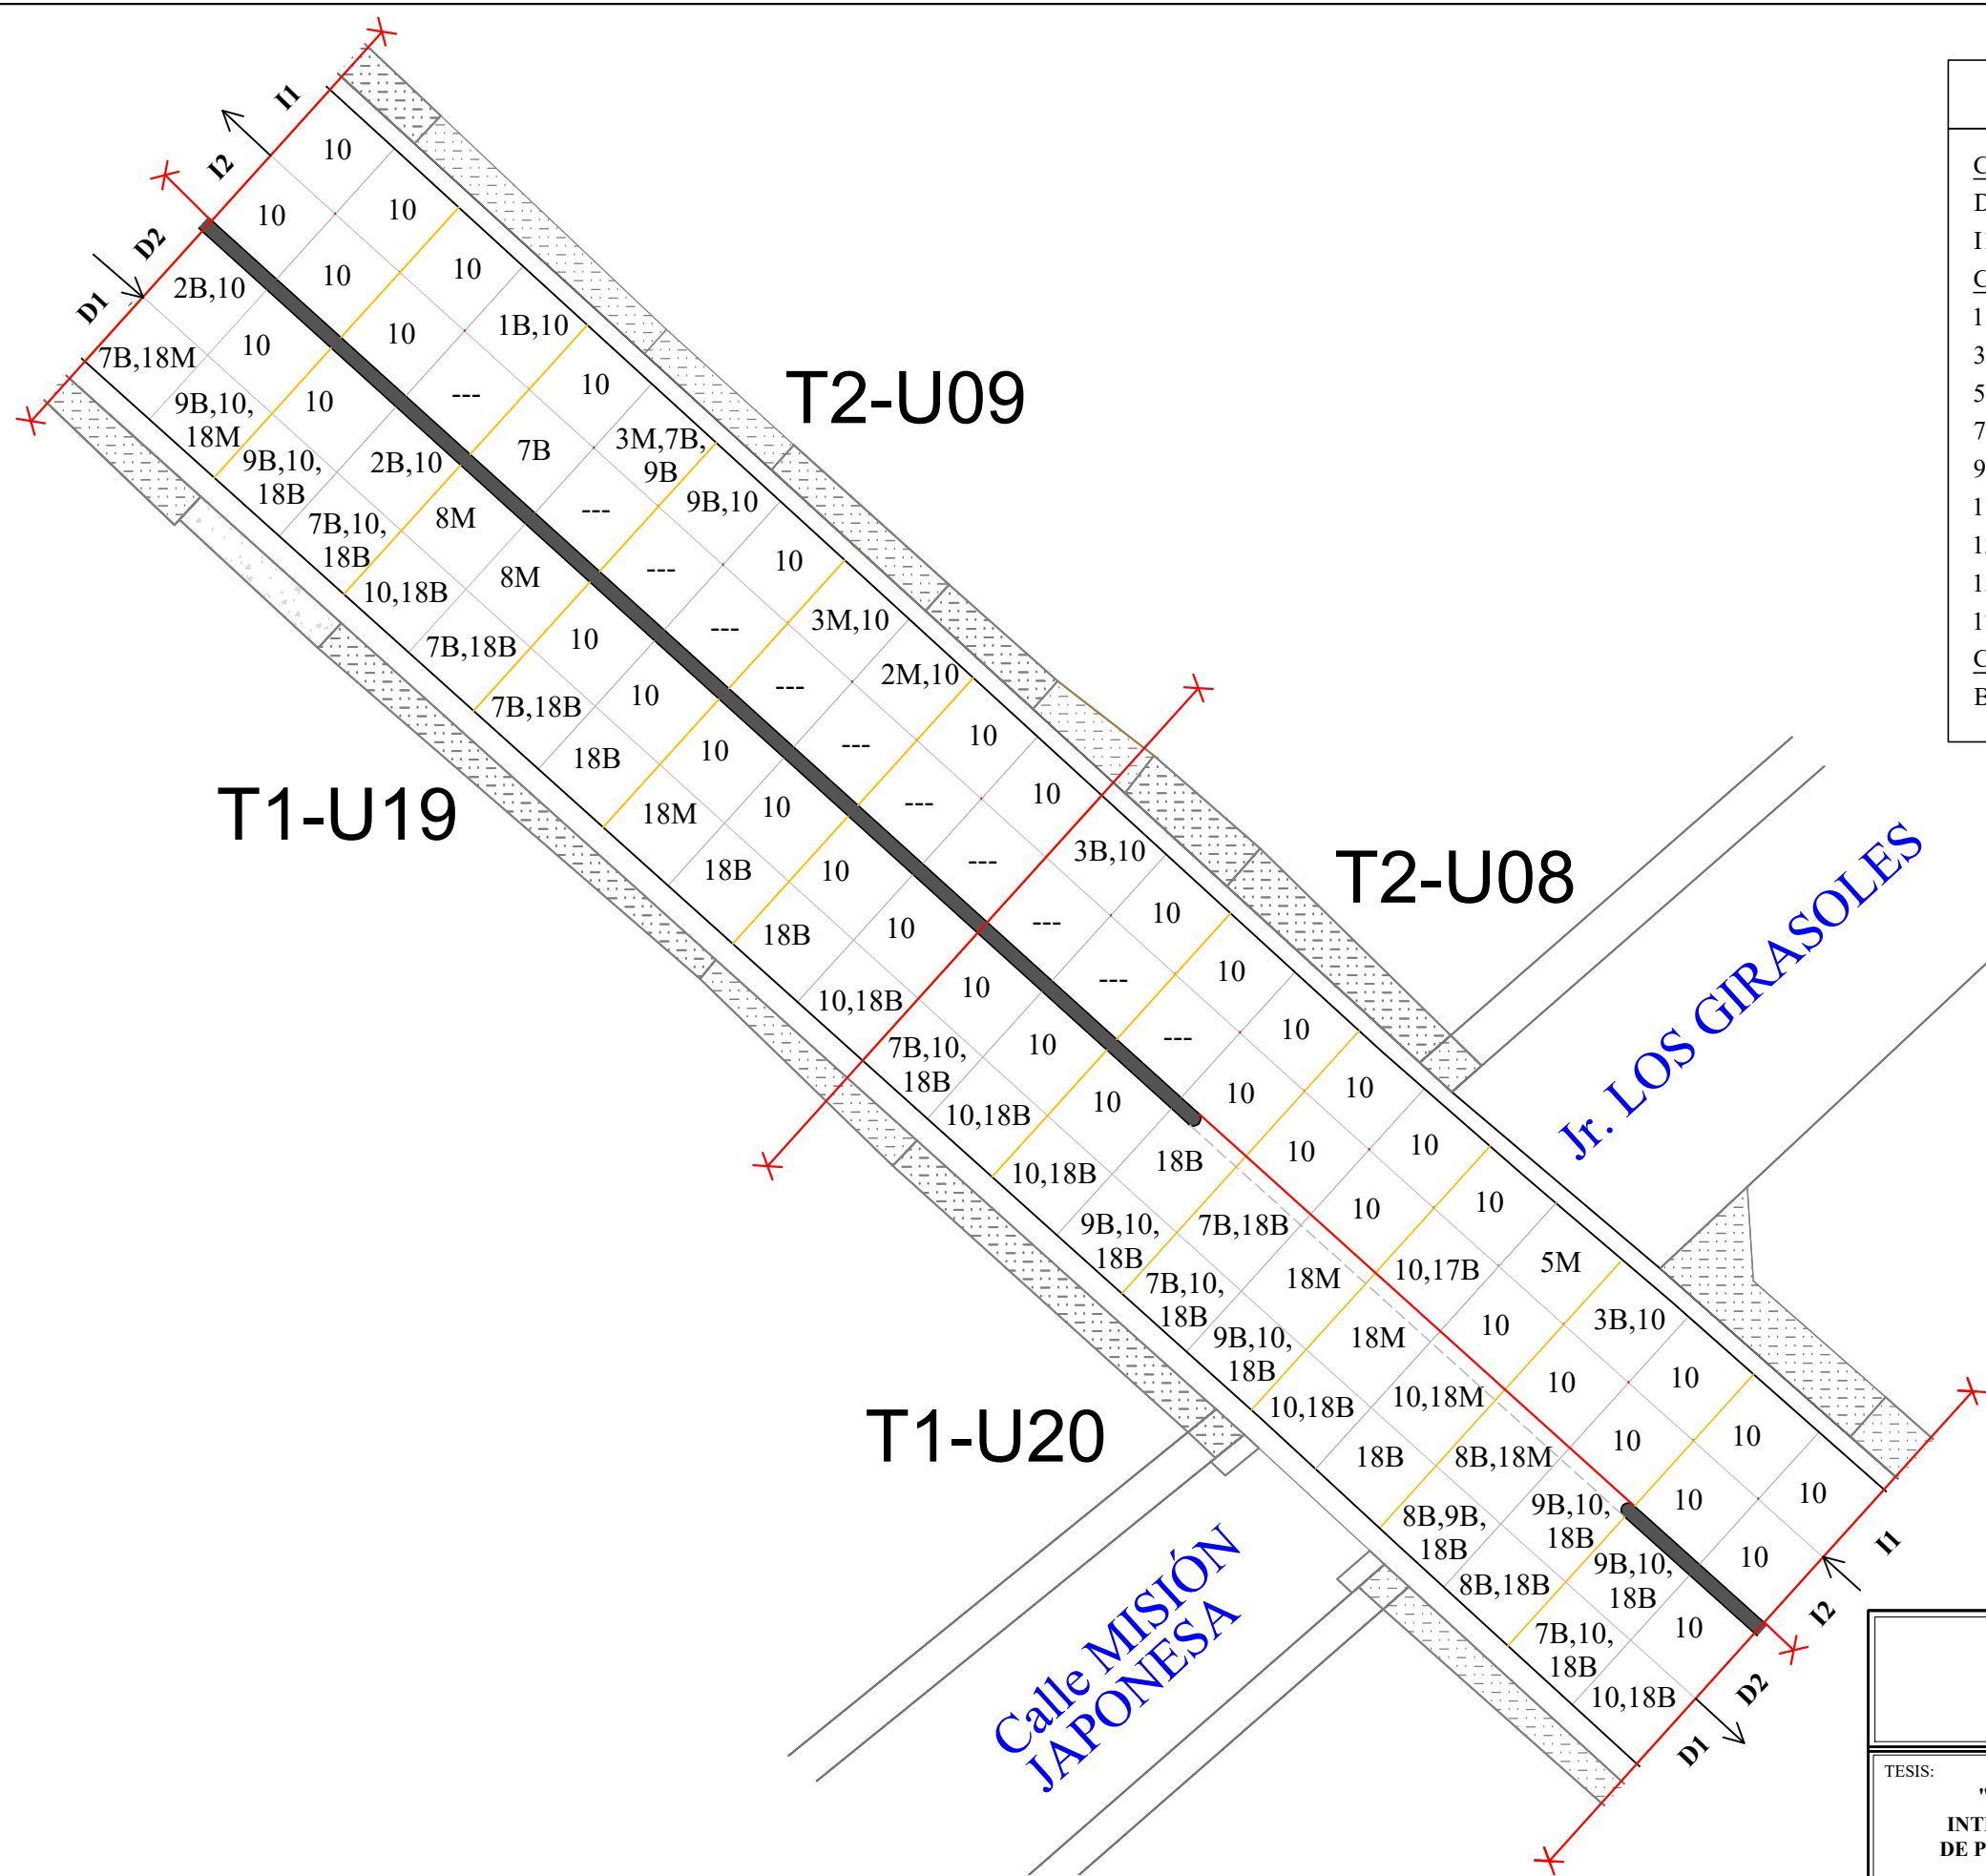 I1
I2
D2
D1
10
10
10
2B,10
10
10
10
7B,18M
10
10
1B,10
9B,10,
18M
10
---
10
9B,10,
18B
2B,10
7B
3M,7B,
9B
7B,10,
18B
8M
---
9B,10
10,18B
8M
---
10
7B,18B
10
---
3M,10
7B,18B
10
---
2M,10
18B
10
---
10
18M
10
---
10
18B
10
---
3B,10
18B
10
---
10
10,18B
10
---
10
7B,10,
18B
10
---
10
10,18B
10
10
10
10,18B
18B
10
10
9B,10,
18B
7B,18B
10
10
7B,10,
18B
18M
10,17B
5M
9B,10,
18B
18M
10
3B,10
10,18B
10,18M
10
10
18B
8B,18M
10
10
8B,9B,
18B
9B,10,
18B
10
10
8B,18B
9B,10,
18B
10
7B,10,
18B
10
10,18B
I1
I2
D2
D1
T2-U09
T1-U19
T2-U08
T1-U20
Jr. LOS GIRASOLES
Calle MISIÓN
JAPONESA
TESIS: